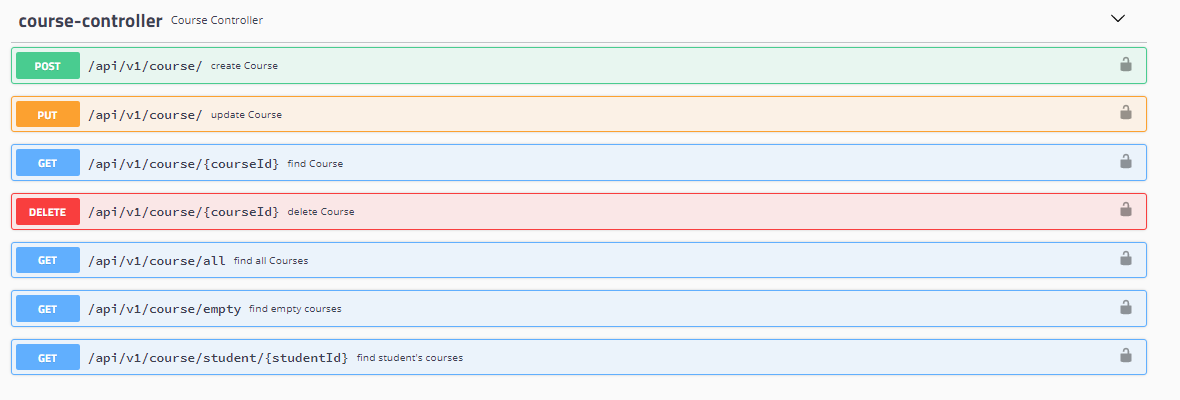 course-controller Course Controller
POST /api/v1/course/ create Course
PUT /api/v1/course/ update Course
GET /api/v1/course/{courseId} find Course
DELETE /api/v1/course/{courseId} delete Course
GET /api/v1/course/all find all Courses
GET /api/v1/course/empty find empty courses
GET /api/v1/course/student/{studentId} find student's courses